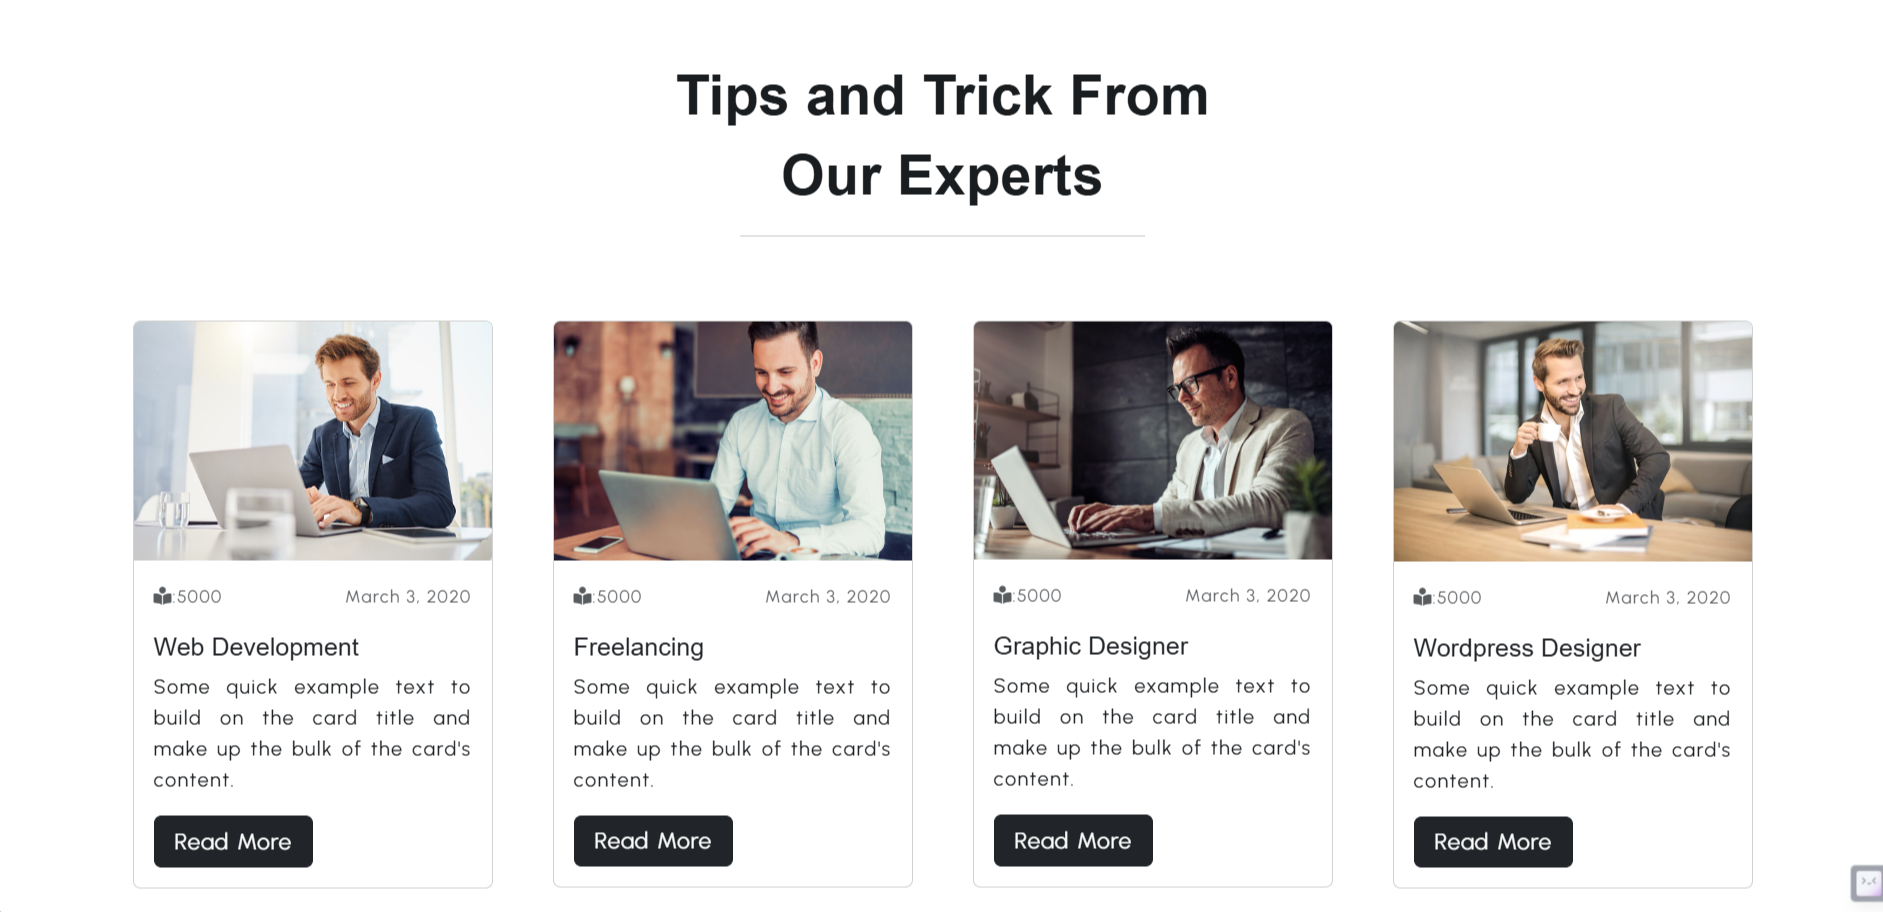 Tips and Trick From
Our Experts
:5000 March 3, 2020
Web Development
Some quick example text to
build on the card title and
make up the bulk of the card's
content.
Read More
:5000 March 3, 2020
Freelancing
Some quick example text to
build on the card title and
make up the bulk of the card's
content.
Read More
:5000 March 3, 2020
Graphic Designer
Some quick example text to
build on the card title and
make up the bulk of the card's
content.
Read More
:5000 March 3, 2020
Wordpress Designer
Some quick example text to
build on the card title and
make up the bulk of the card's
content.
Read More